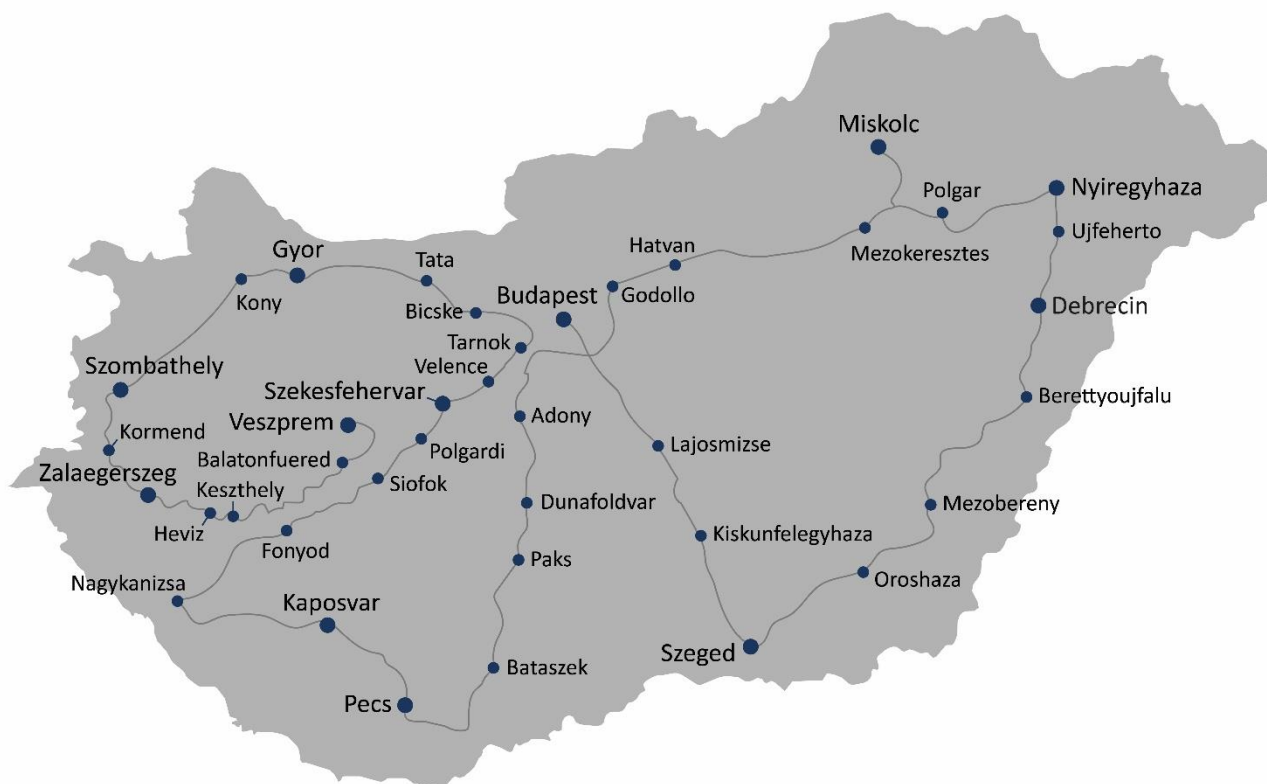 Miskolc
Polgar
Nyiregyhaza
Ujfeherto
Hatvan
Mezokeresztes
Gyor
Tata
Kony
Bicske
Budapest
Godollo
Debrecin
Tarnok
Velence
Szombathely
Szekesfehervar
Veszprem
Kormend
Balatonfuered
Polgardi
Adony
Lajosmizse
Berettyoujfalu
Zalaegerszeg
Keszthely
Siofok
Heviz
Dunafoldvar
Mezobereny
Fonyod
Kiskunfelegyhaza
Paks
Oroshaza
Nagykanizsa
Kaposvar
Szeged
Bataszek
Pecs